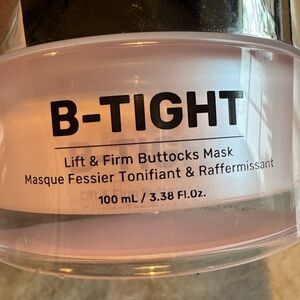 B-TIGHT
Lift & Firm Buttocks Mask
Masque Fessier Tonifiant & Raffermissant
100 mL / 3.38 Fl.Oz.